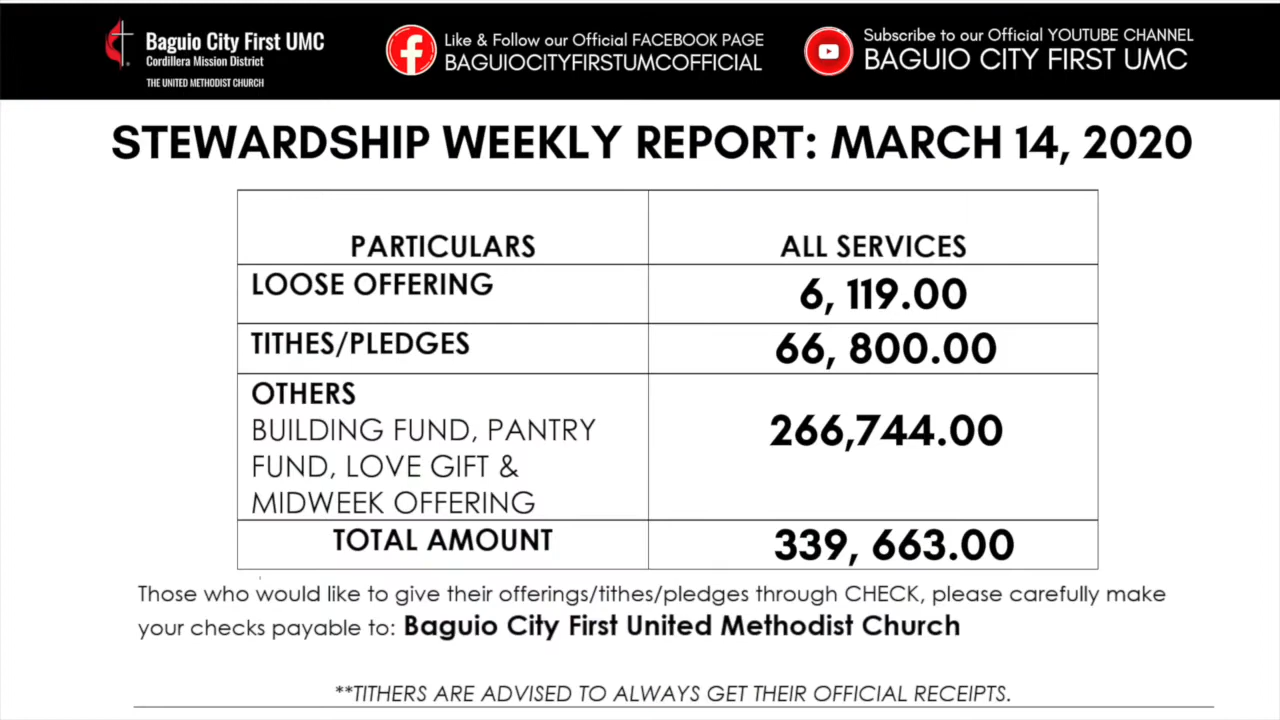 Baguio City First UMC
Cordillera Mission District
THE UNITED METHODIST CHURCH
Like & Follow our Official FACEBOOK PAGE
BAGUIOCITYFIRSTUMCOFFICIAL
Subscribe to our Official YOUTUBE CHANNEL
BAGUIO CITY FIRST UMC
STEWARDSHIP WEEKLY REPORT: MARCH 14, 2020
PARTICULARS ALL SERVICES
LOOSE OFFERING 6, 119.00
TITHES/PLEDGES 66, 800.00
OTHERS
BUILDING FUND, PANTRY 266,744.00
FUND, LOVE GIFT &
MIDWEEK OFFERING
TOTAL AMOUNT 339, 663.00
Those who would like to give their offerings/tithes/pledges through CHECK, please carefully make
your checks payable to: Baguio City First United Methodist Church
**TITHERS ARE ADVISED TO ALWAYS GET THEIR OFFICIAL RECEIPTS.